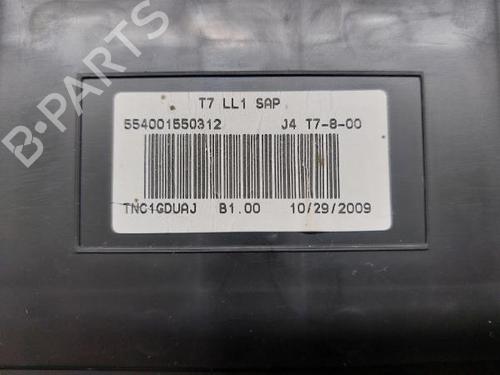 T7 LL1 SAP
554001550312 J4 T7-8-00
TNC1GDUAJ B1.00 10/29/2009
B-PARTS